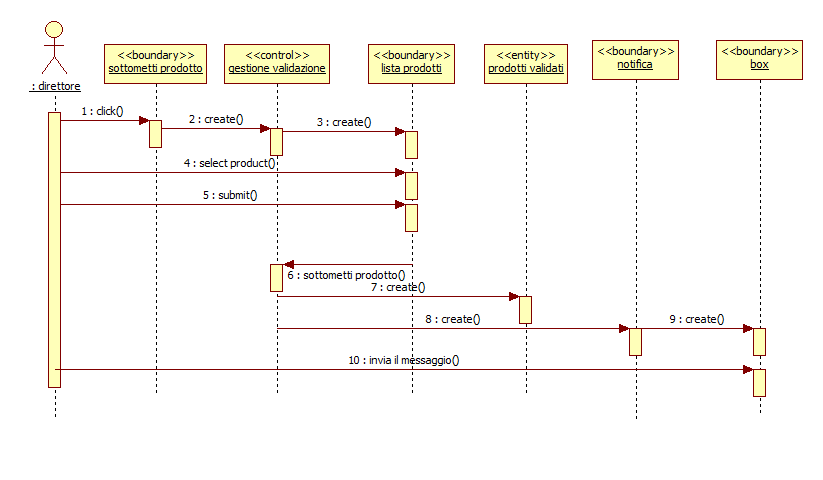 : direttore
<<boundary>>
sottometti prodotto
<<control>>
gestione validazione
<<boundary>>
lista prodotti
<<entity>>
prodotti validati
<<boundary>>
notifica
<<boundary>>
box
1 : click()
2 : create()
3 : create()
4 : select product()
5 : submit()
6 : sottometti prodotto()
7 : create()
8 : create()
9 : create()
10 : invia il messaggio()